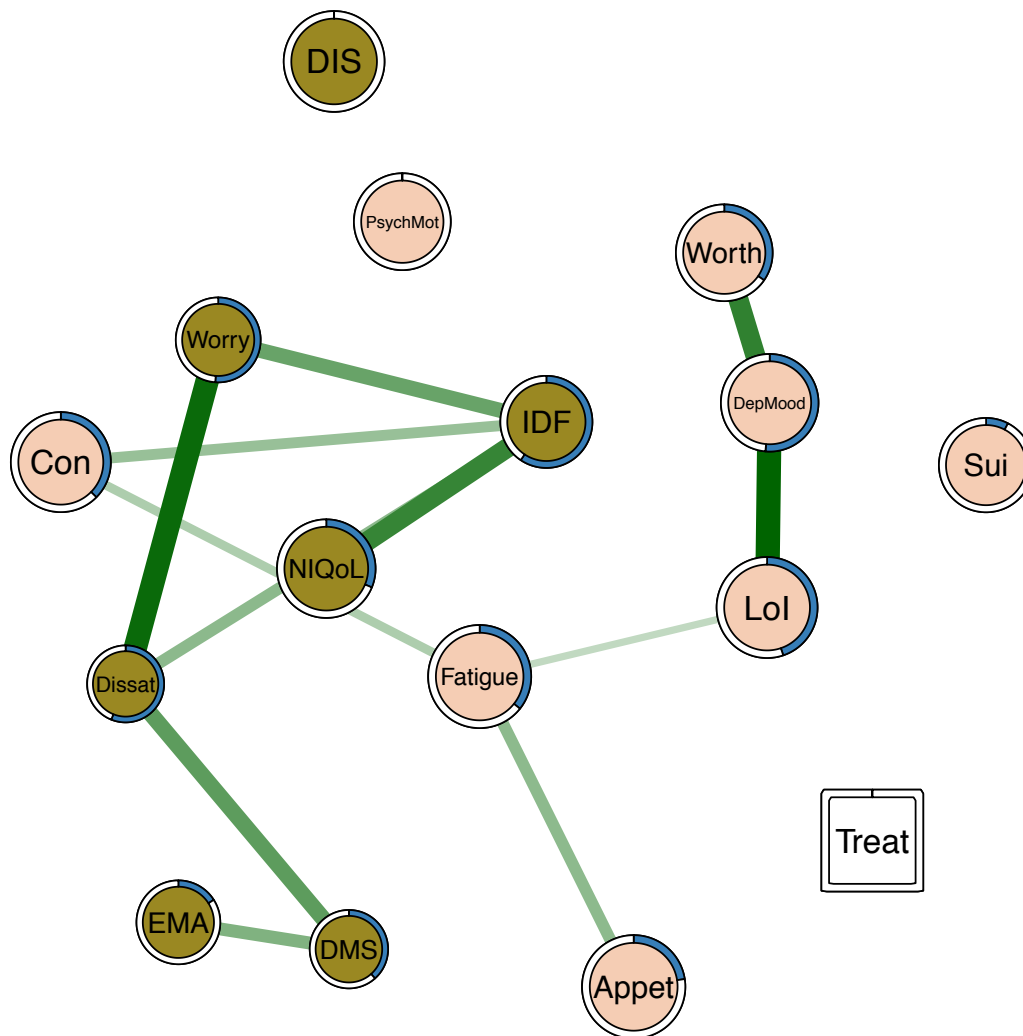 DIS
PsychMot
Worth
Worry
DepMood
IDF
Con
Sui
NIQoL
LoI
Fatigue
Dissat
Treat
EMA
DMS
Appet